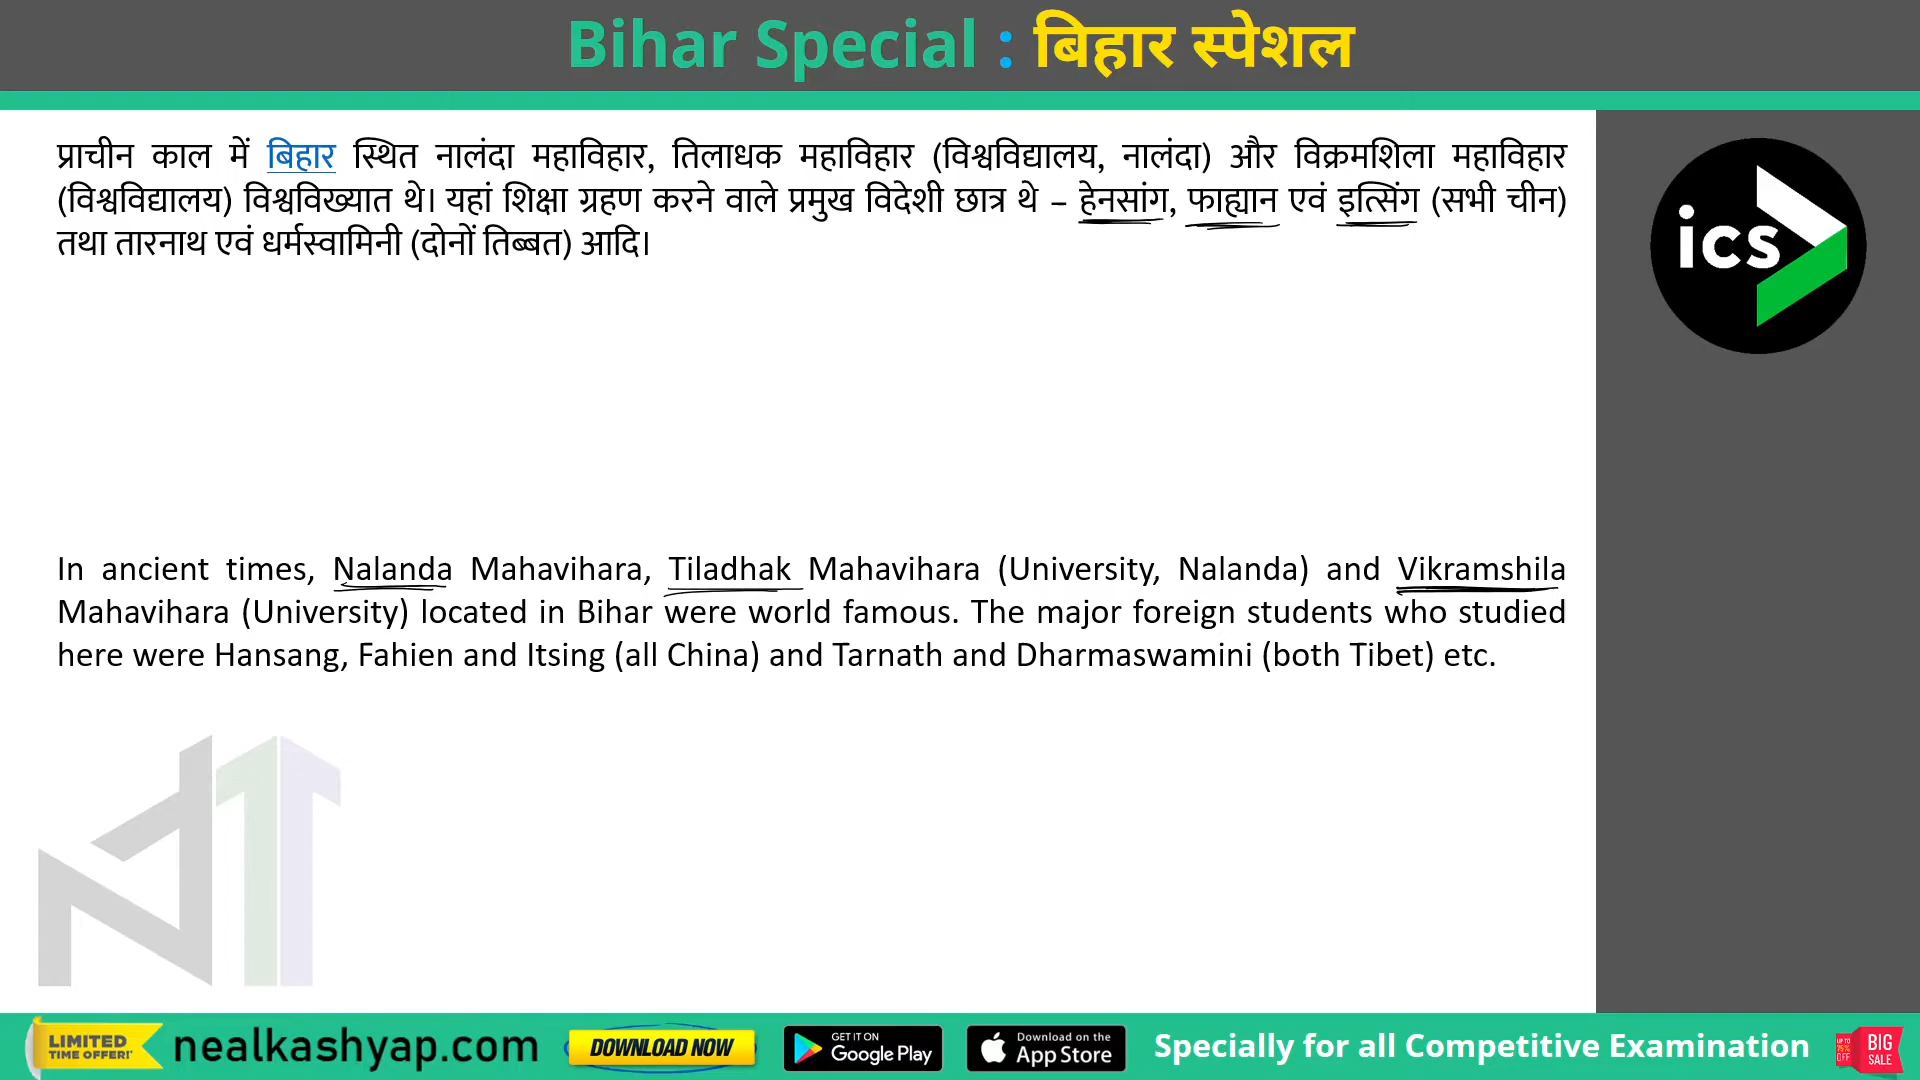 Bihar Special : बिहार स्पेशल
प्राचीन काल में बिहार स्थित नालंदा महाविहार, तिलाधक महाविहार (विश्वविद्यालय, नालंदा) और विक्रमशिला महाविहार
(विश्वविद्यालय) विश्वविख्यात थे। यहां शिक्षा ग्रहण करने वाले प्रमुख विदेशी छात्र थे – हेनसांग, फाह्यान एवं इत्सिंग (सभी चीन)
तथा तारनाथ एवं धर्मस्वामिनी (दोनों तिब्बत) आदि।
ics
In ancient times, Nalanda Mahavihara, Tiladhak Mahavihara (University, Nalanda) and Vikramshila
Mahavihara (University) located in Bihar were world famous. The major foreign students who studied
here were Hansang, Fahien and Itsing (all China) and Tarnath and Dharmaswamini (both Tibet) etc.
LIMITED
TIME OFFER!
nealkashyap.com
DOWNLOAD NOW
GET IT ON
Google Play
Download on the
App Store
Specially for all Competitive Examination
UP TO
75%
OFF
BIG
SALE